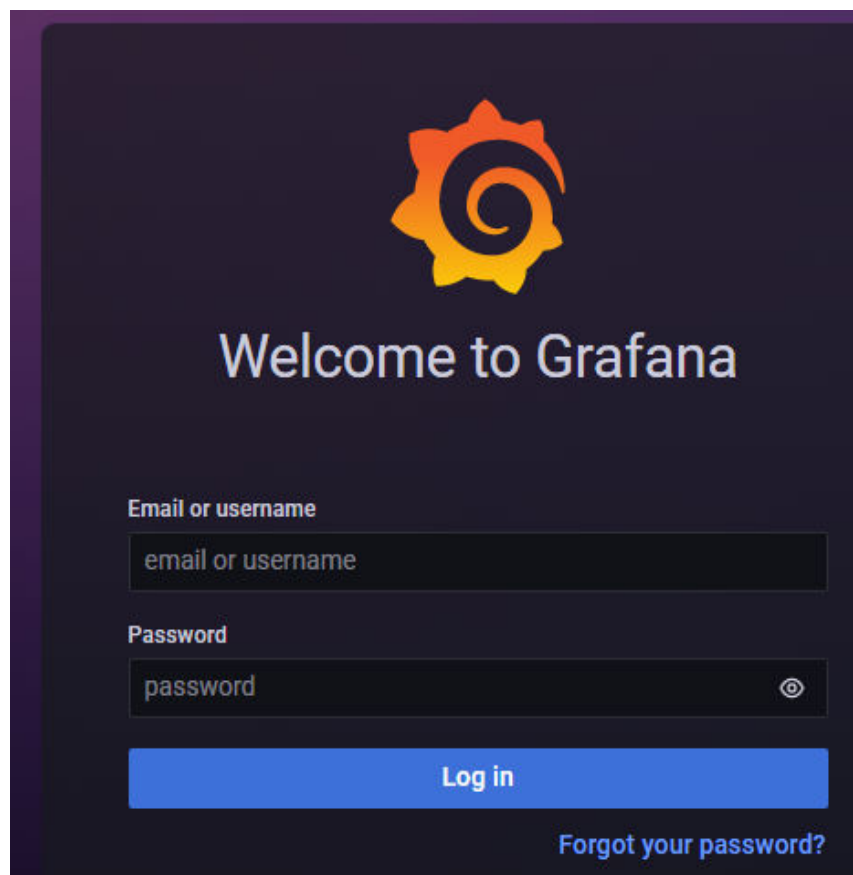 Welcome to Grafana
Email or username
email or username
Password
password
Log in
Forgot your password?